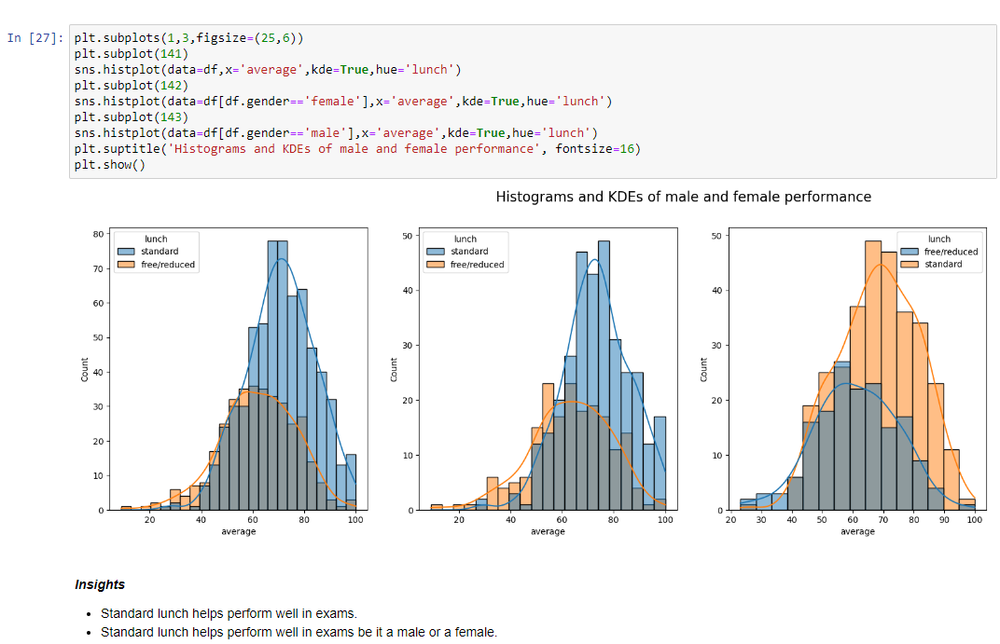 In [27]:
plt.subplots(1,3,figsize=(25,6))
plt.subplot(141)
sns.histplot(data=df,x='average',kde=True,hue='lunch')
plt.subplot(142)
sns.histplot(data=df[df.gender=='female'],x='average',kde=True,hue='lunch')
plt.subplot(143)
sns.histplot(data=df[df.gender=='male'],x='average',kde=True,hue='lunch')
plt.suptitle('Histograms and KDEs of male and female performance', fontsize=16)
plt.show()
Histograms and KDEs of male and female performance
lunch
standard
free/reduced
80
70
60
50
40
30
20
10
0
Count
20 40 60 80 100
average
lunch
standard
free/reduced
50
40
30
20
10
0
Count
20 40 60 80 100
average
lunch
free/reduced
standard
50
40
30
20
10
0
Count
20 30 40 50 60 70 80 90 100
average
Insights
• Standard lunch helps perform well in exams.
• Standard lunch helps perform well in exams be it a male or a female.